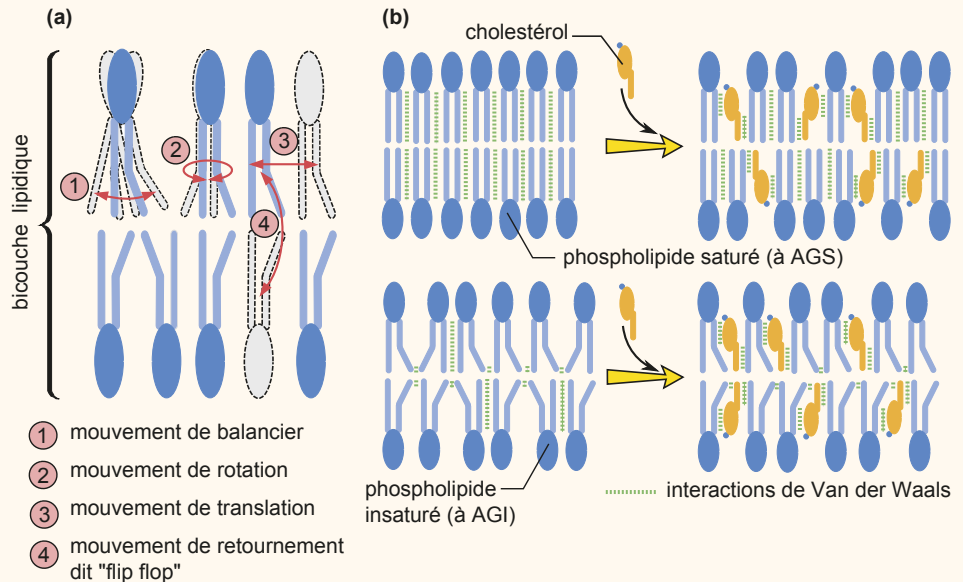 (a)
bicouche lipidique
1
2
3
4
1 mouvement de balancier
2 mouvement de rotation
3 mouvement de translation
4 mouvement de retournement
dit "flip flop"
(b)
cholestérol
phospholipide saturé (à AGS)
phospholipide
insaturé (à AGI)
interactions de Van der Waals